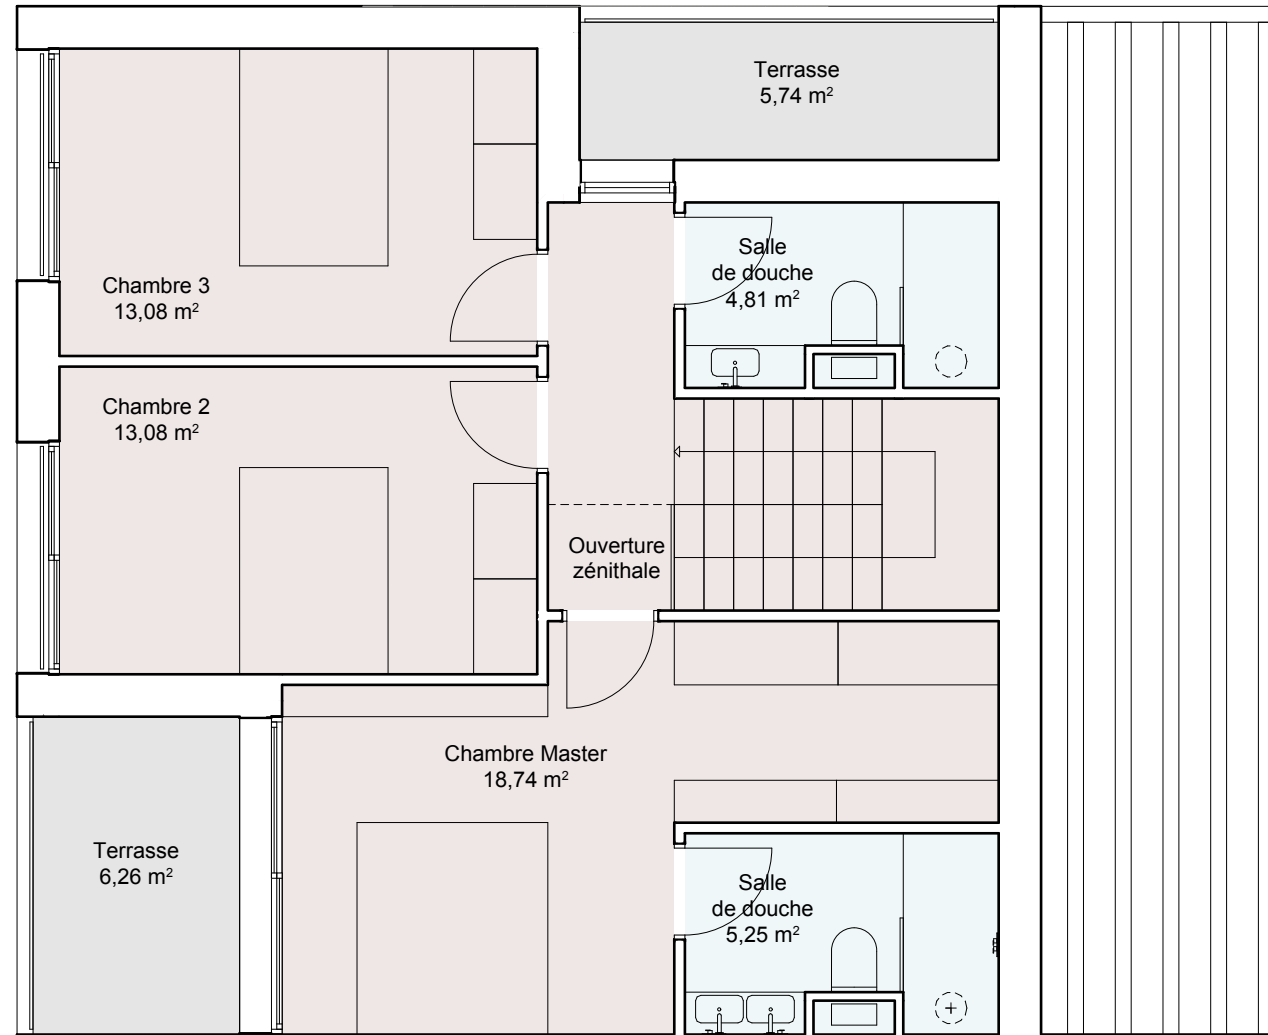 Terrasse
5,74 m²
Salle
de douche
4,81 m²
Chambre 3
13,08 m²
Chambre 2
13,08 m²
Ouverture
zénithale
Chambre Master
18,74 m²
Terrasse
6,26 m²
Salle
de douche
5,25 m²